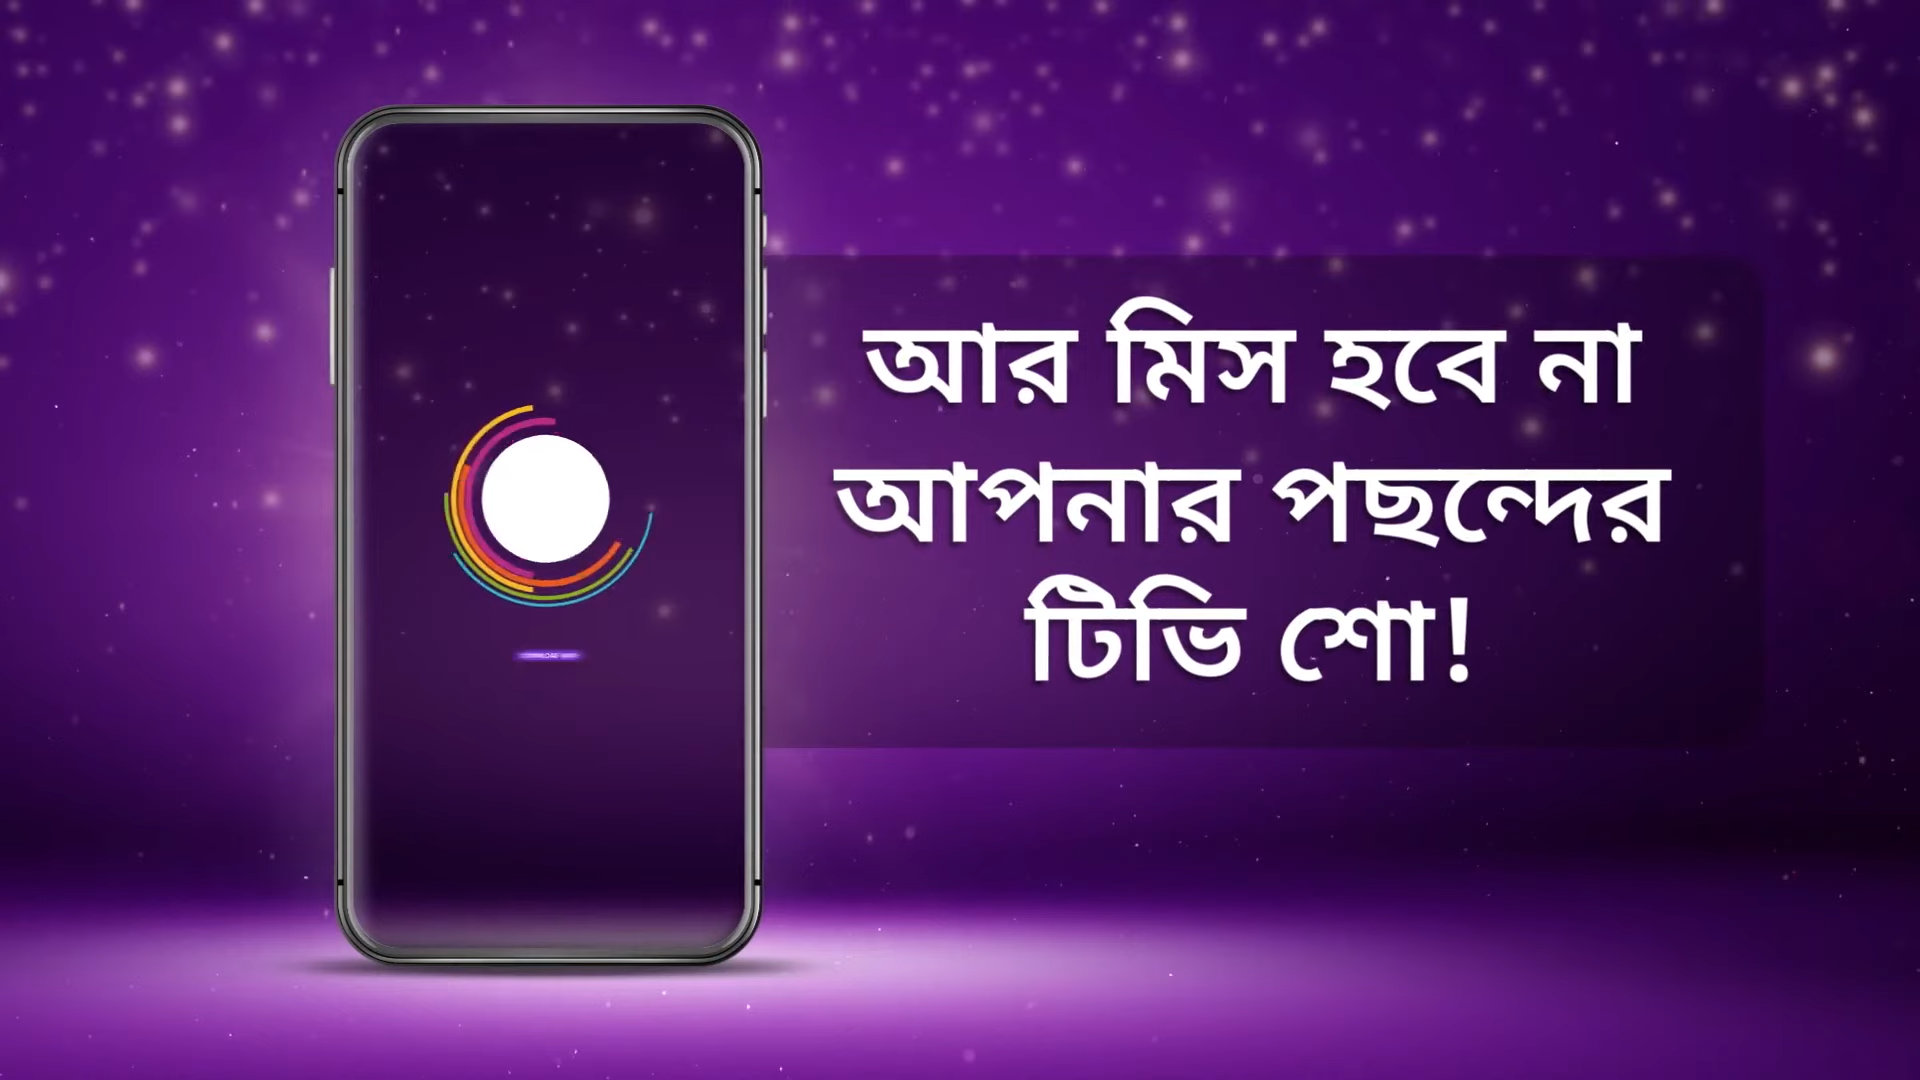 আর মিস হবে না
আপনার পছন্দের
টিভি শো!